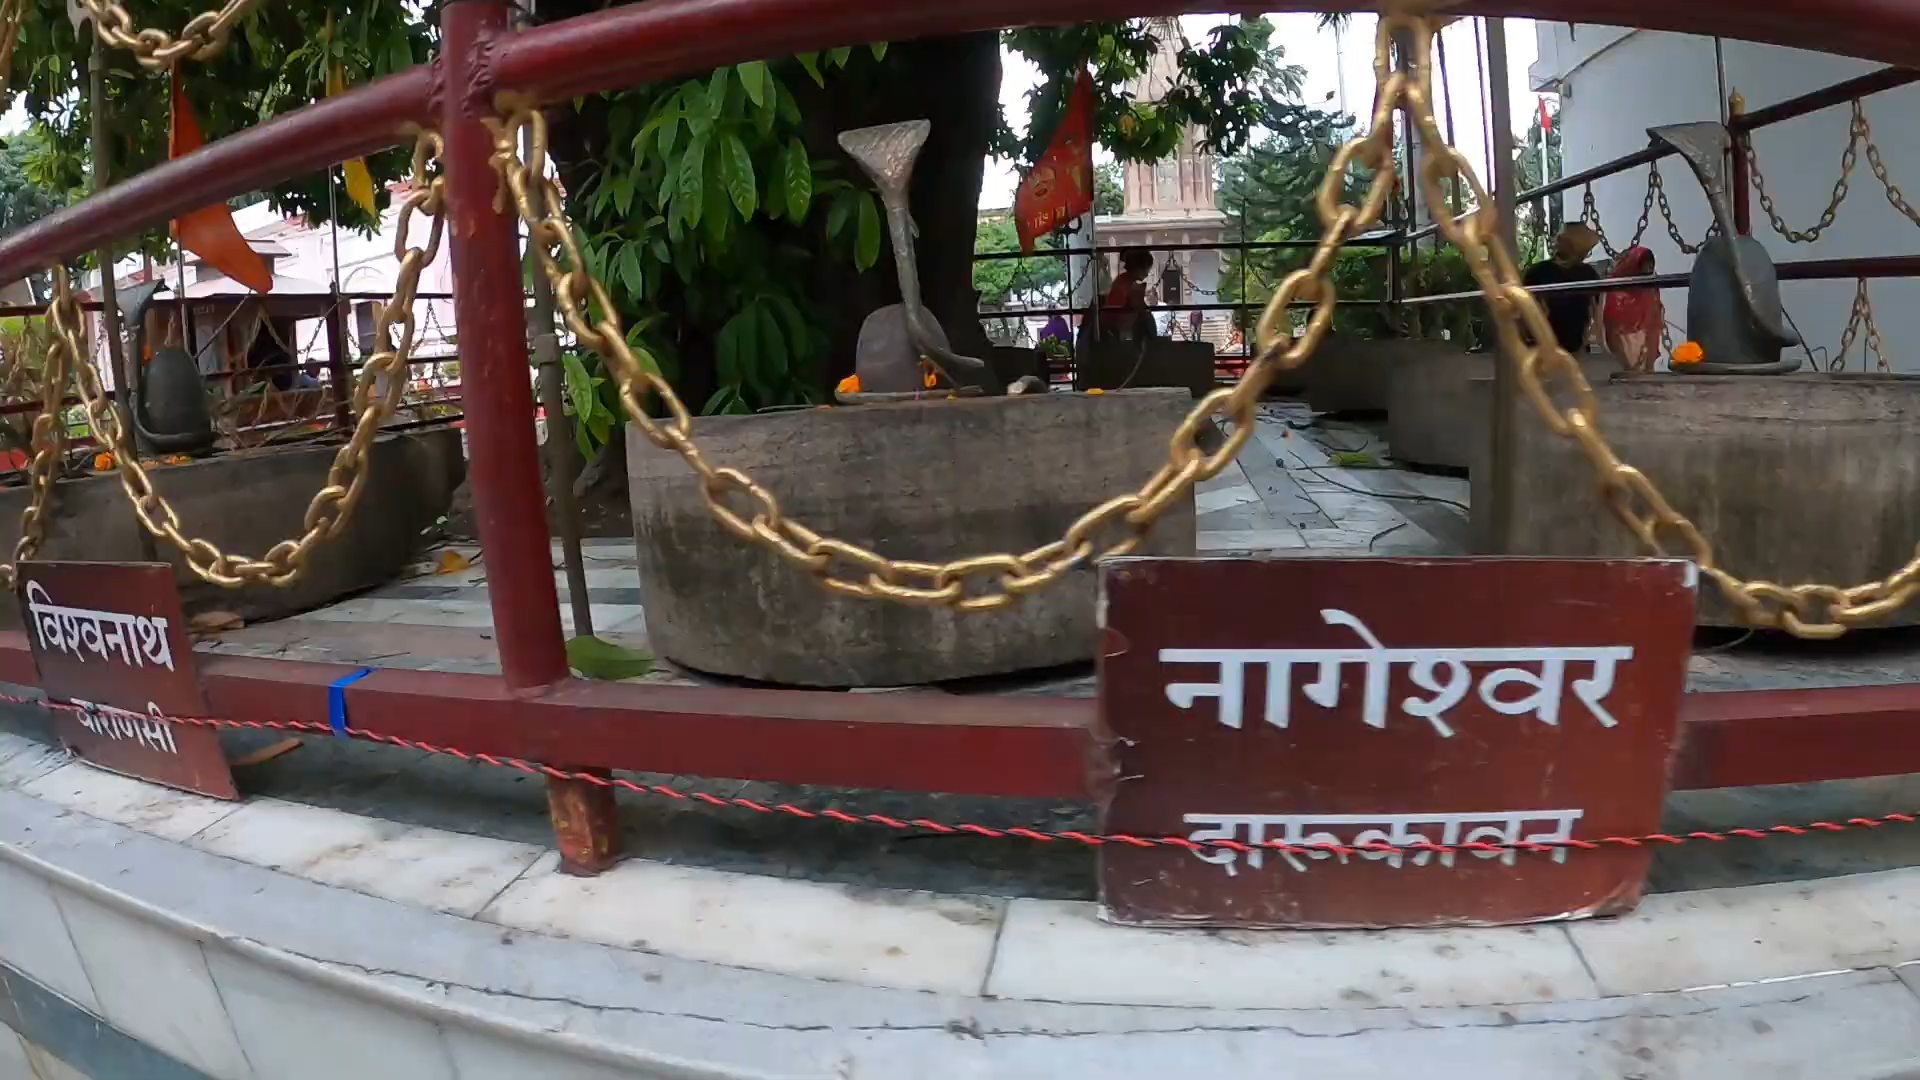 विश्वनाथ
वाराणसी
नागेश्वर
दारूकावन